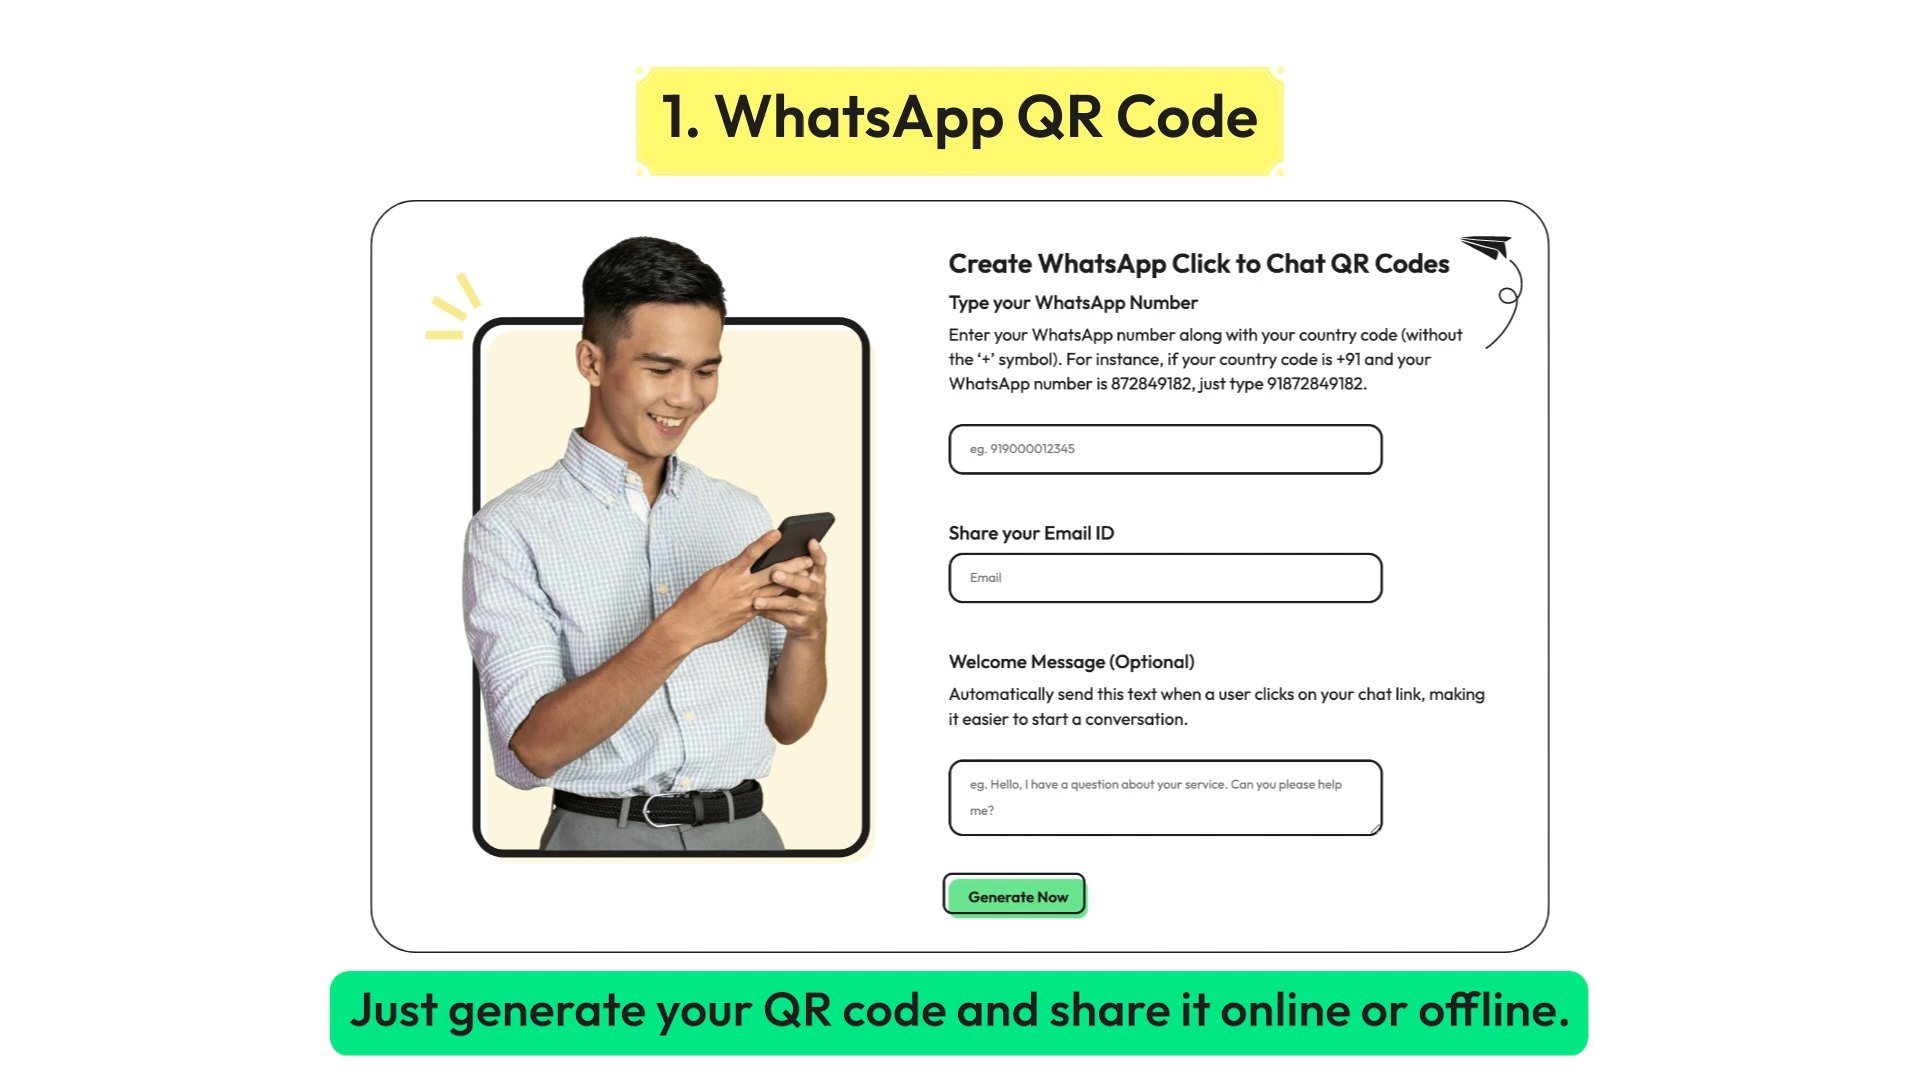 1. WhatsApp QR Code
Create WhatsApp Click to Chat QR Codes
Type your WhatsApp Number
Enter your WhatsApp number along with your country code (without
the ‘+’ symbol). For instance, if your country code is +91 and your
WhatsApp number is 872849182, just type 91872849182.
eg. 919000012345
Share your Email ID
Email
Welcome Message (Optional)
Automatically send this text when a user clicks on your chat link, making
it easier to start a conversation.
eg. Hello, I have a question about your service. Can you please help
me?
Generate Now
Just generate your QR code and share it online or offline.